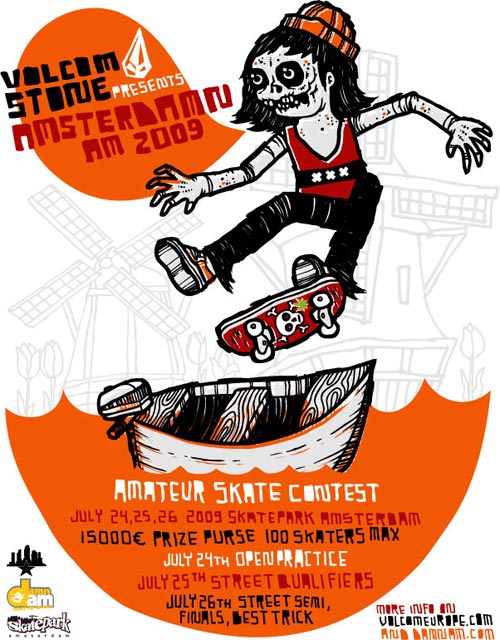 VOLCOM
STONE PRESENTS
AMSTERDAMN
AM 2009
XXX
AMATEUR SKATE CONTEST
JULY 24,25,26 2009 SKATEPARK AMSTERDAM
15000€ PRIZE PURSE 100 SKATERS MAX
JULY 24TH OPEN PRACTICE
JULY 25TH STREET QUALIFIERS
JULY 26TH STREET SEMI,
FINALS, BEST TRICK
damn
am
skatepark
amsterdam
MORE INFO ON
VOLCOMEUROPE.COM
AND DAMNAM.COM